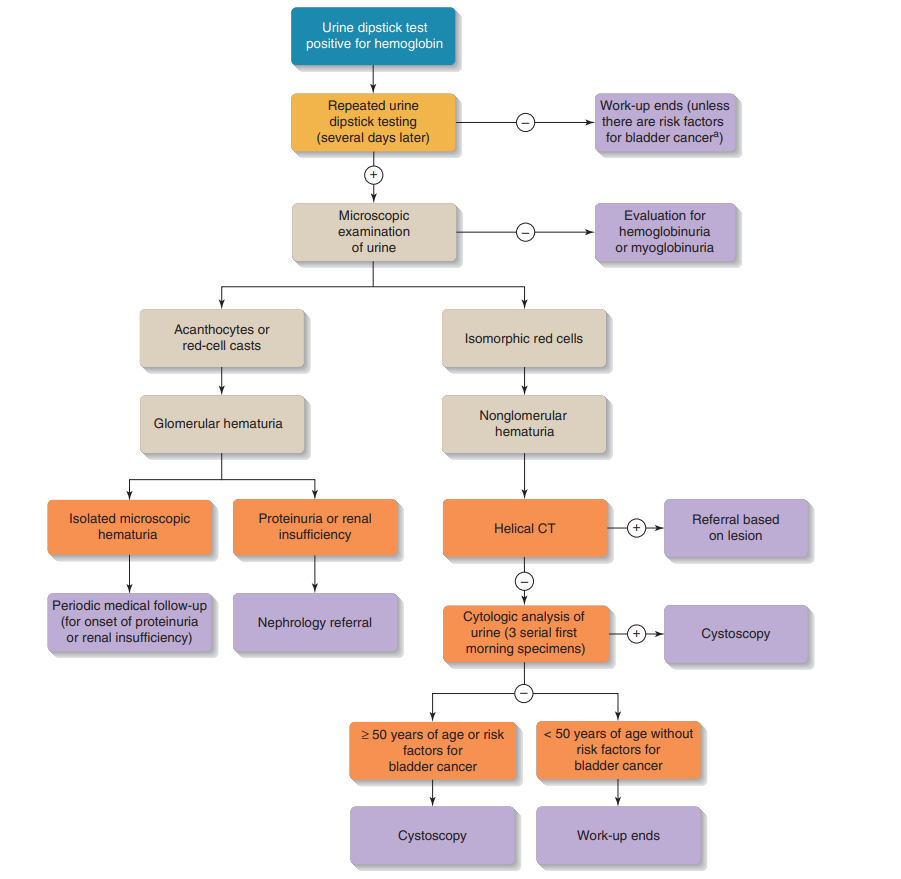 Urine dipstick test
positive for hemoglobin
Repeated urine
dipstick testing
(several days later)
−
Work-up ends (unless
there are risk factors
for bladder cancerᵃ)
+
Microscopic
examination
of urine
−
Evaluation for
hemoglobinuria
or myoglobinuria
Acanthocytes or
red-cell casts
Isomorphic red cells
Glomerular hematuria
Nonglomerular
hematuria
Isolated microscopic
hematuria
Proteinuria or renal
insufficiency
Helical CT
+
Referral based
on lesion
Periodic medical follow-up
(for onset of proteinuria
or renal insufficiency)
Nephrology referral
−
Cytologic analysis of
urine (3 serial first
morning specimens)
+
Cystoscopy
−
≥ 50 years of age or risk
factors for
bladder cancer
< 50 years of age without
risk factors for
bladder cancer
Cystoscopy
Work-up ends